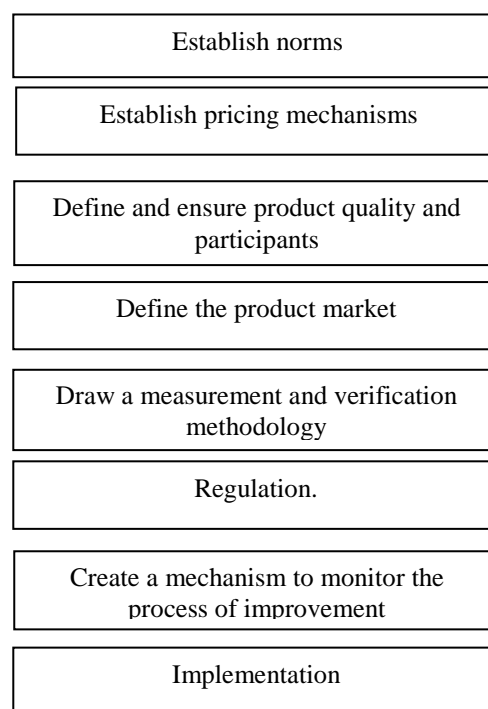 Establish norms
Establish pricing mechanisms
Define and ensure product quality and
participants
Define the product market
Draw a measurement and verification
methodology
Regulation.
Create a mechanism to monitor the
process of improvement
Implementation